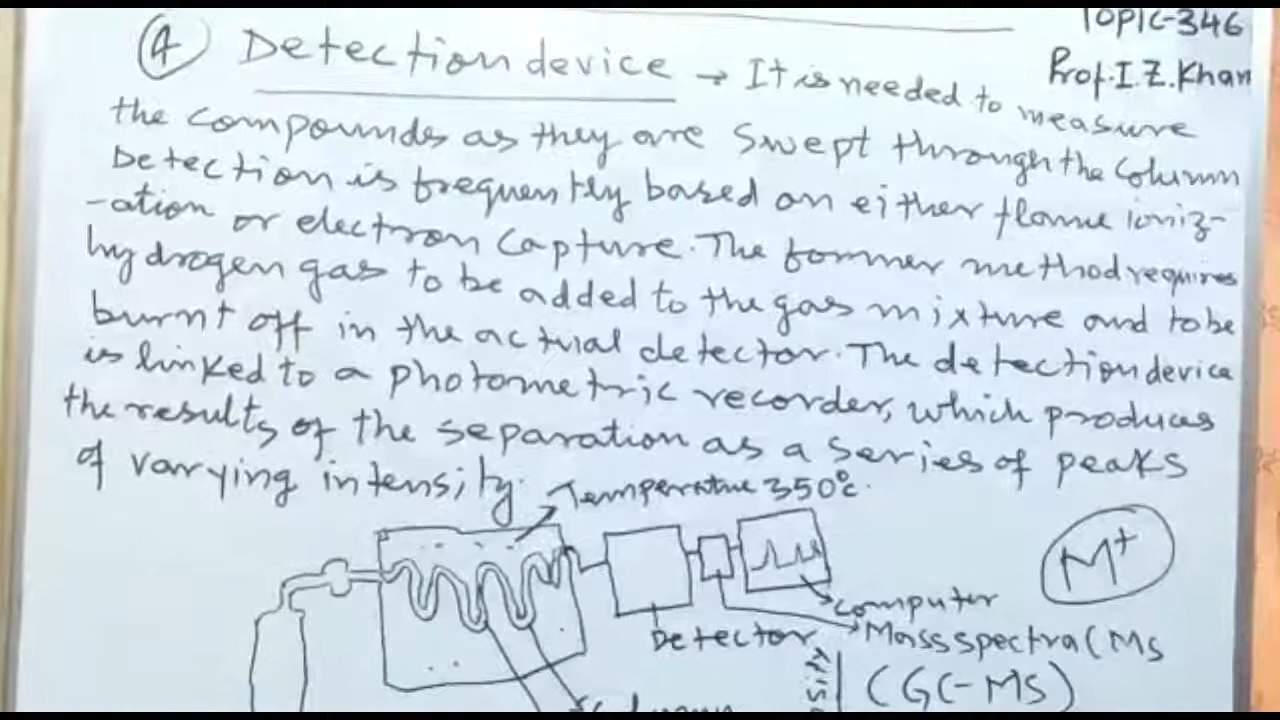 Topic-346
Prof. I. Z. Khan
④ Detection device → It is needed to measure
the compounds as they are swept through the column
Detection is frequently based on either flame ioniz-
-ation or electron capture. The former method requires
hydrogen gas to be added to the gas mixture and to be
burnt off in the actual detector. The detection device
is linked to a photometric recorder, which produces
the results of the separation as a series of peaks
of varying intensity.
Temperature 350°c.
M+
computer
Detector
Mass spectra (MS
(GC-MS)